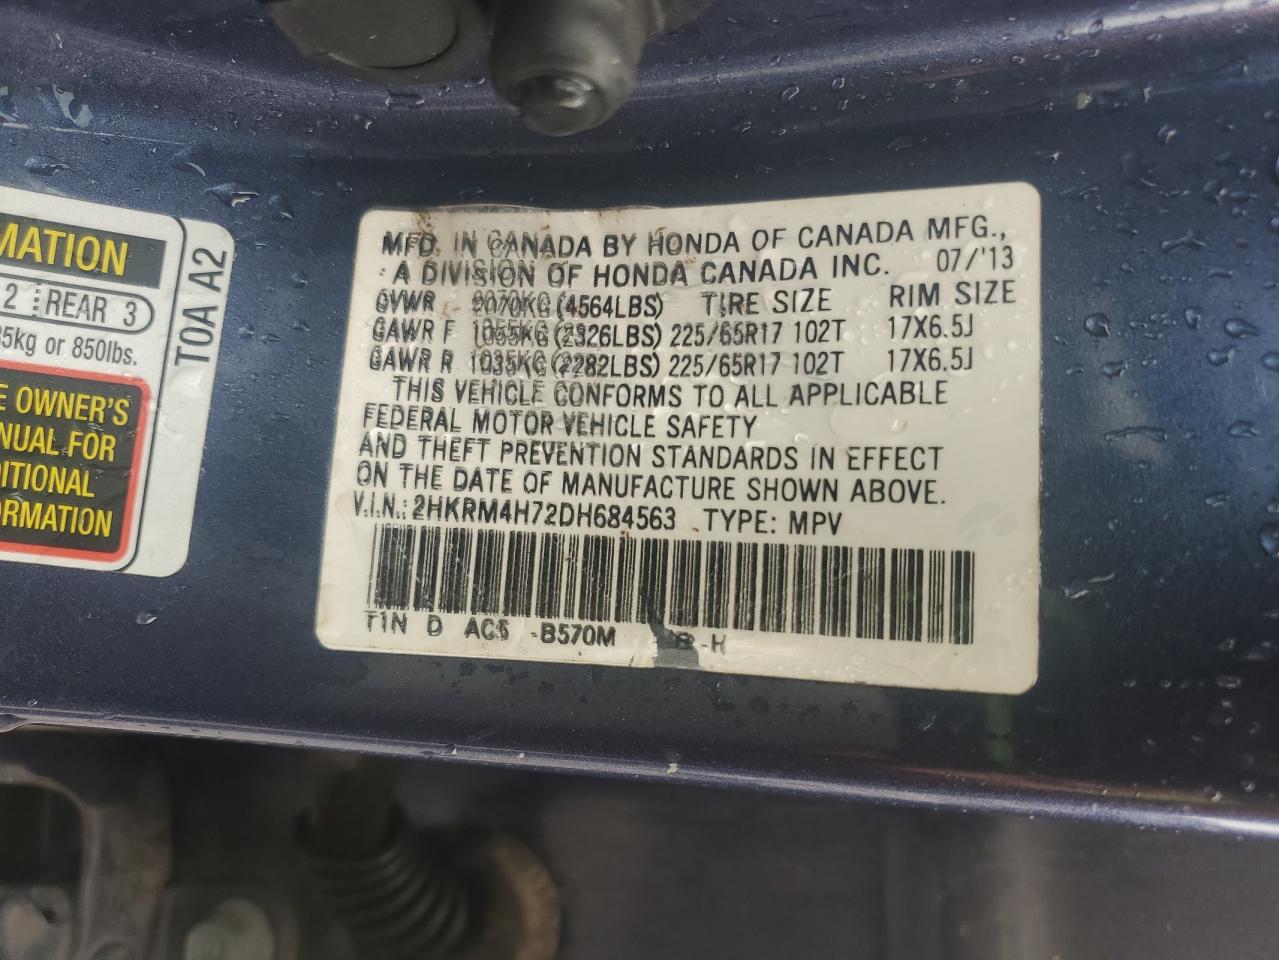 MATION
2 REAR 3
5kg or 850lbs.
E OWNER'S
NUAL FOR
DITIONAL
ORMATION
T0A A2
MFD. IN CANADA BY HONDA OF CANADA MFG.,
A DIVISION OF HONDA CANADA INC. 07/'13
GVWR 2070KG (4564LBS) TIRE SIZE RIM SIZE
GAWR F 1055KG (2326LBS) 225/65R17 102T 17X6.5J
GAWR R 1035KG (2282LBS) 225/65R17 102T 17X6.5J
THIS VEHICLE CONFORMS TO ALL APPLICABLE
FEDERAL MOTOR VEHICLE SAFETY
AND THEFT PREVENTION STANDARDS IN EFFECT
ON THE DATE OF MANUFACTURE SHOWN ABOVE.
V.I.N.: 2HKRM4H72DH684563 TYPE: MPV
T1N D AC5 -B570M B -H